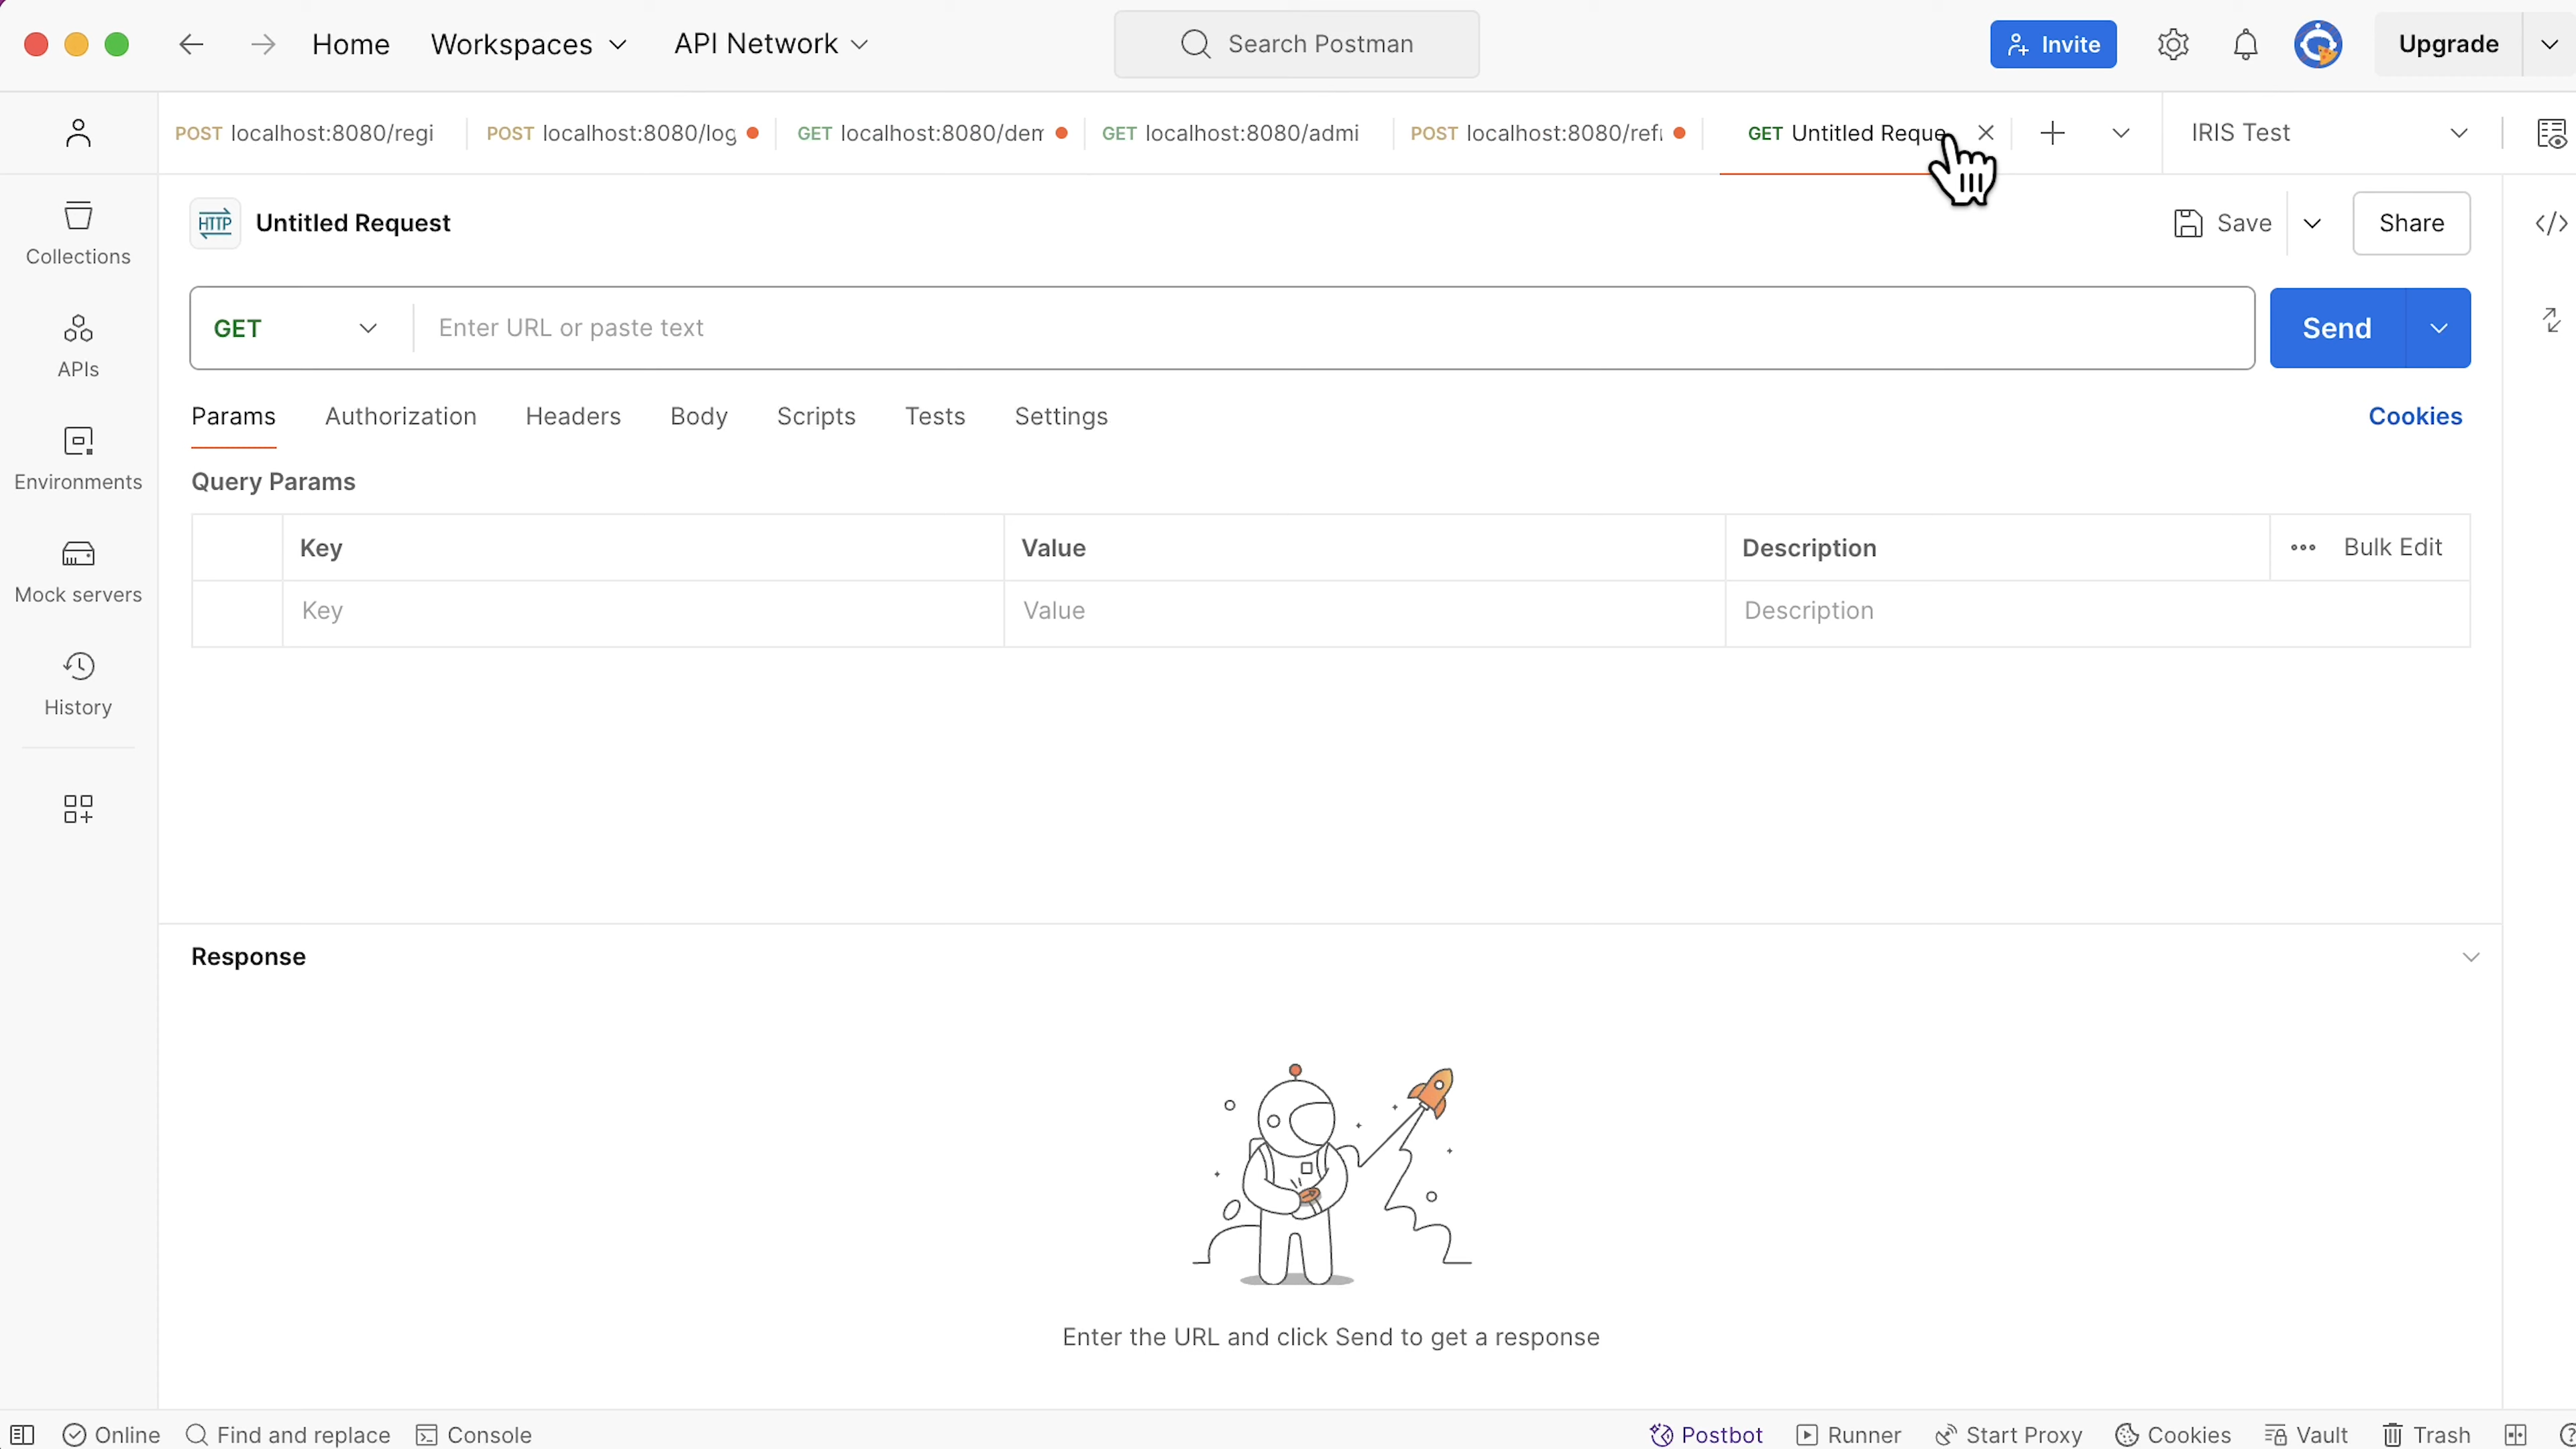 Home Workspaces API Network Search Postman Invite Upgrade
POST localhost:8080/regi POST localhost:8080/log GET localhost:8080/den GET localhost:8080/admi POST localhost:8080/ref GET Untitled Reque IRIS Test
HTTP Untitled Request Save Share
GET Enter URL or paste text Send
Params Authorization Headers Body Scripts Tests Settings Cookies
Query Params
Key Value Description Bulk Edit
Key Value Description
Collections
APIs
Environments
Mock servers
History
Response
Enter the URL and click Send to get a response
Online Find and replace Console Postbot Runner Start Proxy Cookies Vault Trash